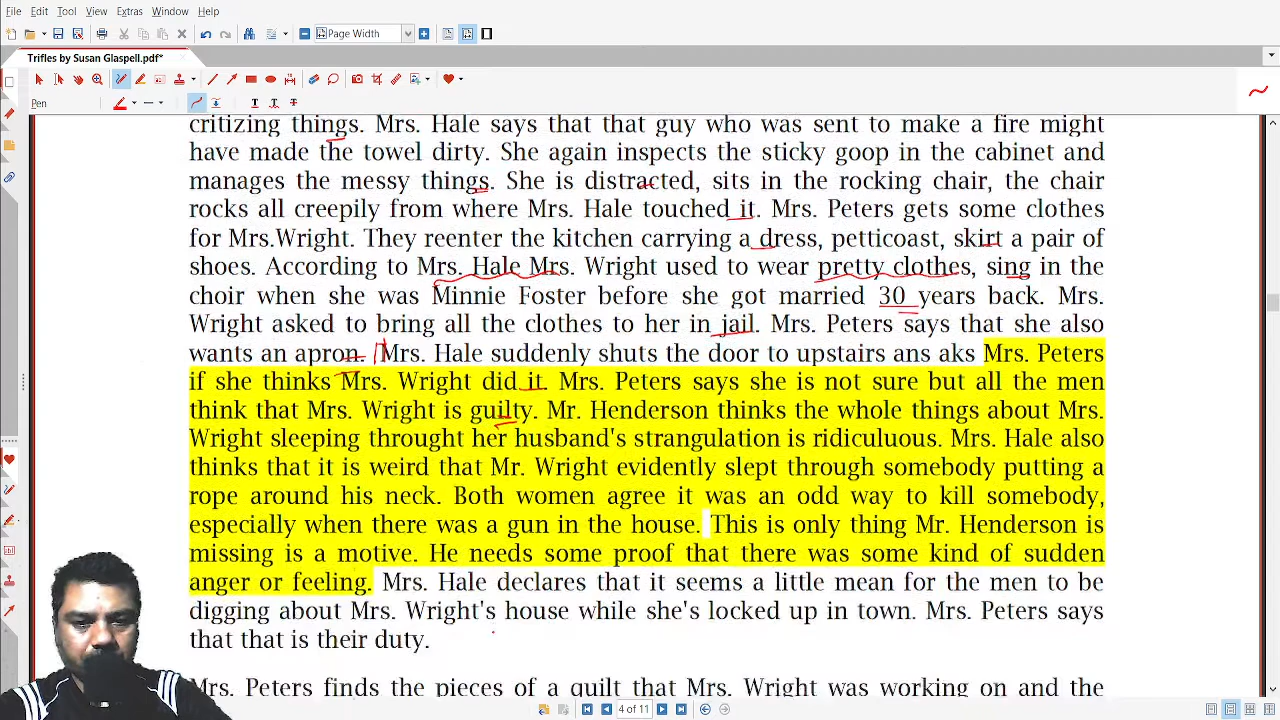 File Edit Tool View Extras Window Help
Page Width
Trifles by Susan Glaspell.pdf*
Pen
critizing things. Mrs. Hale says that that guy who was sent to make a fire might
have made the towel dirty. She again inspects the sticky goop in the cabinet and
manages the messy things. She is distracted, sits in the rocking chair, the chair
rocks all creepily from where Mrs. Hale touched it. Mrs. Peters gets some clothes
for Mrs.Wright. They reenter the kitchen carrying a dress, petticoast, skirt a pair of
shoes. According to Mrs. Hale Mrs. Wright used to wear pretty clothes, sing in the
choir when she was Minnie Foster before she got married 30 years back. Mrs.
Wright asked to bring all the clothes to her in jail. Mrs. Peters says that she also
wants an apron. Mrs. Hale suddenly shuts the door to upstairs ans aks Mrs. Peters
if she thinks Mrs. Wright did it. Mrs. Peters says she is not sure but all the men
think that Mrs. Wright is guilty. Mr. Henderson thinks the whole things about Mrs.
Wright sleeping throught her husband's strangulation is ridiculuous. Mrs. Hale also
thinks that it is weird that Mr. Wright evidently slept through somebody putting a
rope around his neck. Both women agree it was an odd way to kill somebody,
especially when there was a gun in the house. This is only thing Mr. Henderson is
missing is a motive. He needs some proof that there was some kind of sudden
anger or feeling. Mrs. Hale declares that it seems a little mean for the men to be
digging about Mrs. Wright's house while she's locked up in town. Mrs. Peters says
that that is their duty.
Mrs. Peters finds the pieces of a quilt that Mrs. Wright was working on and the
4 of 11